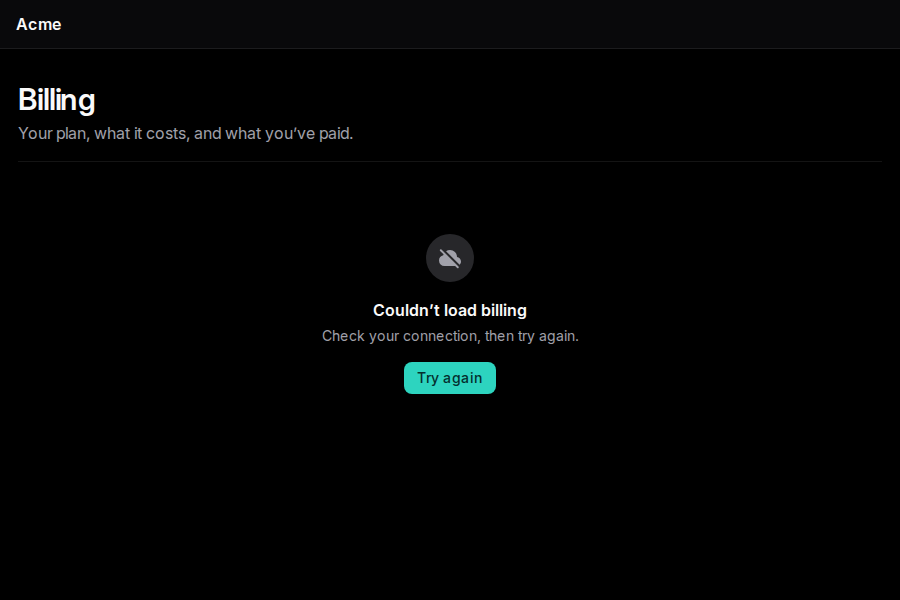 Acme
Billing
Your plan, what it costs, and what you’ve paid.
Couldn’t load billing
Check your connection, then try again.
Try again